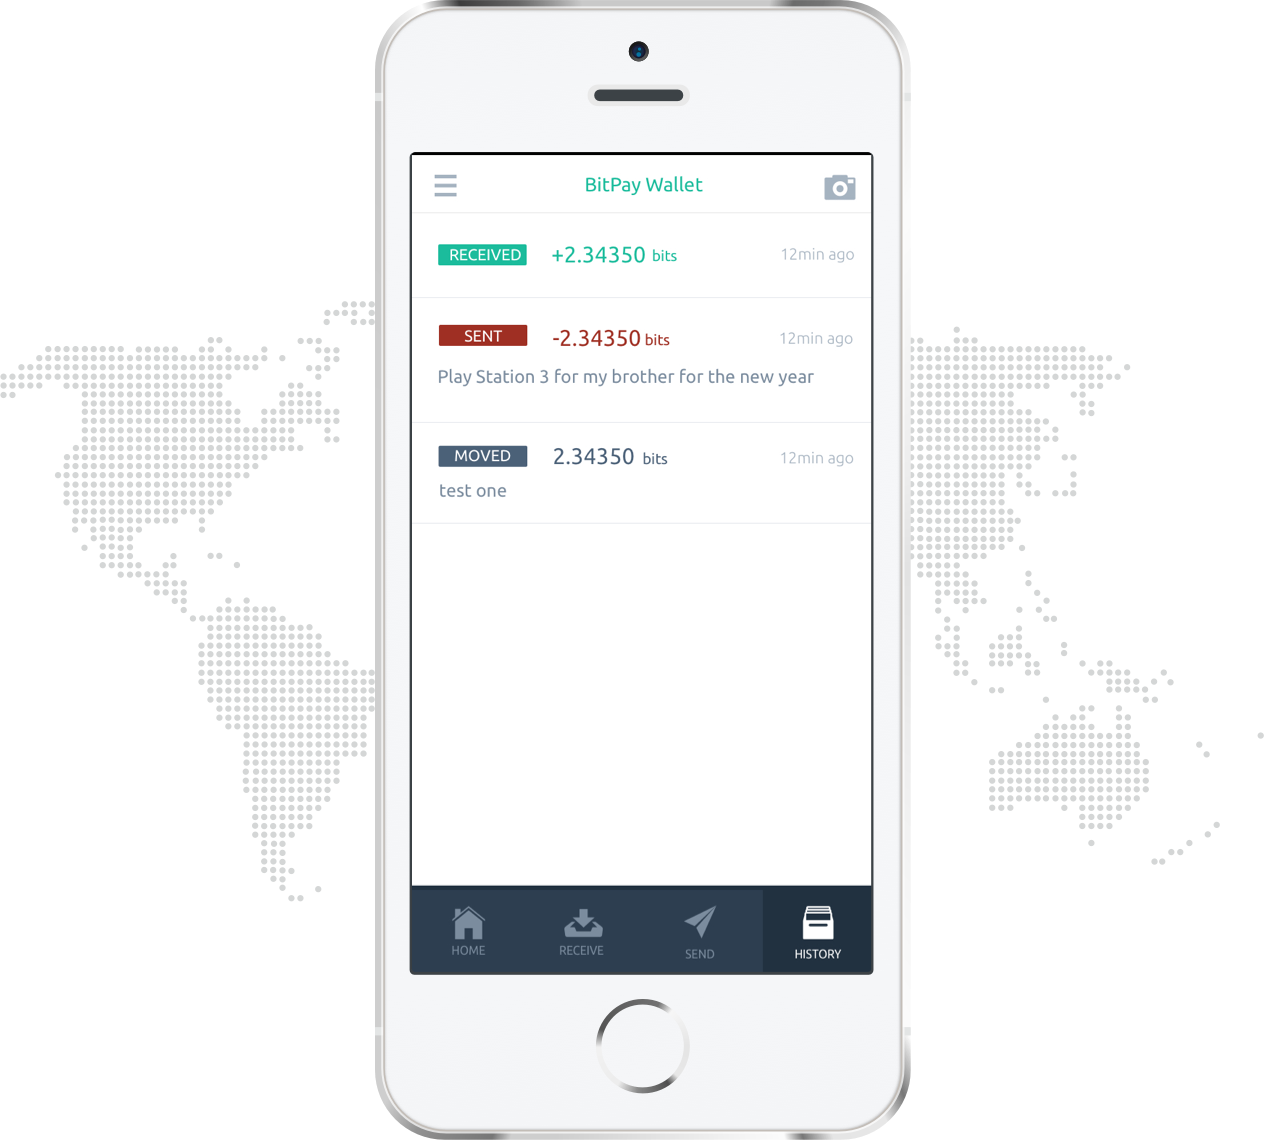 BitPay Wallet
RECEIVED +2.34350 bits 12min ago
SENT -2.34350 bits 12min ago
Play Station 3 for my brother for the new year
MOVED 2.34350 bits 12min ago
test one
HOME RECEIVE SEND HISTORY